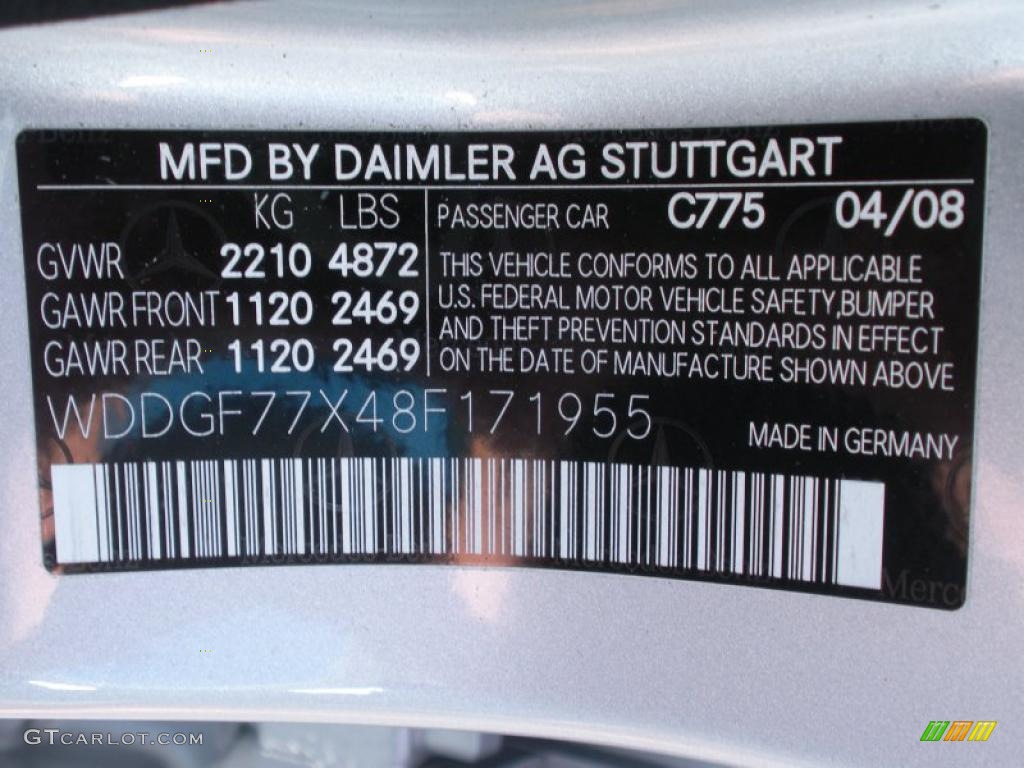 MFD BY DAIMLER AG STUTTGART
KG LBS
GVWR 2210 4872
GAWR FRONT 1120 2469
GAWR REAR 1120 2469
PASSENGER CAR C775 04/08
THIS VEHICLE CONFORMS TO ALL APPLICABLE
U.S. FEDERAL MOTOR VEHICLE SAFETY, BUMPER
AND THEFT PREVENTION STANDARDS IN EFFECT
ON THE DATE OF MANUFACTURE SHOWN ABOVE
WDDGF77X48F171955
MADE IN GERMANY
GTCARLOT.COM